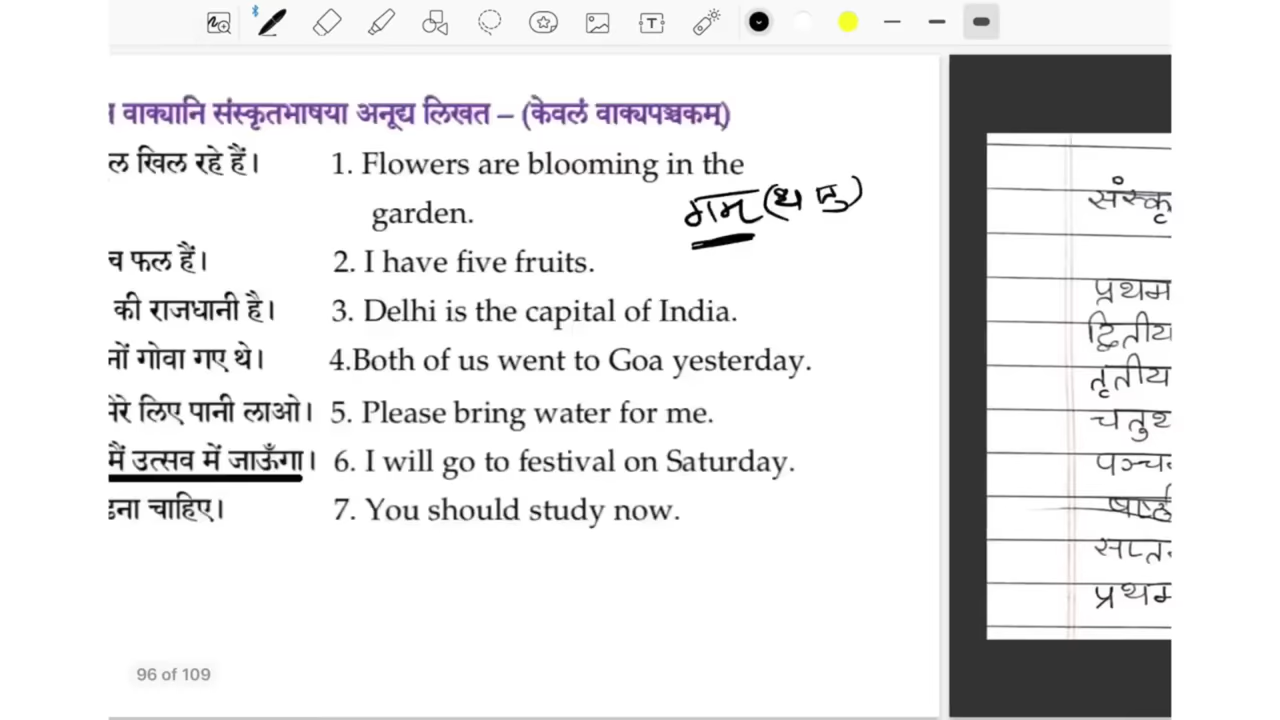 वाक्यानि संस्कृतभाषया अनूद्य लिखत – (केवलं वाक्यपञ्चकम्)
ल खिल रहे हैं। 1. Flowers are blooming in the
garden.
गम (
च फल हैं। 2. I have five fruits.
की राजधानी है। 3. Delhi is the capital of India.
नों गोवा गए थे। 4.Both of us went to Goa yesterday.
मेरे लिए पानी लाओ। 5. Please bring water for me.
मैं उत्सव में जाऊँगा। 6. I will go to festival on Saturday.
ढ़ना चाहिए। 7. You should study now.
96 of 109
संस्कृ
प्रथम
द्वितीय
तृतीय
चतुथ
पञ्च
सप्त
प्रथम
T